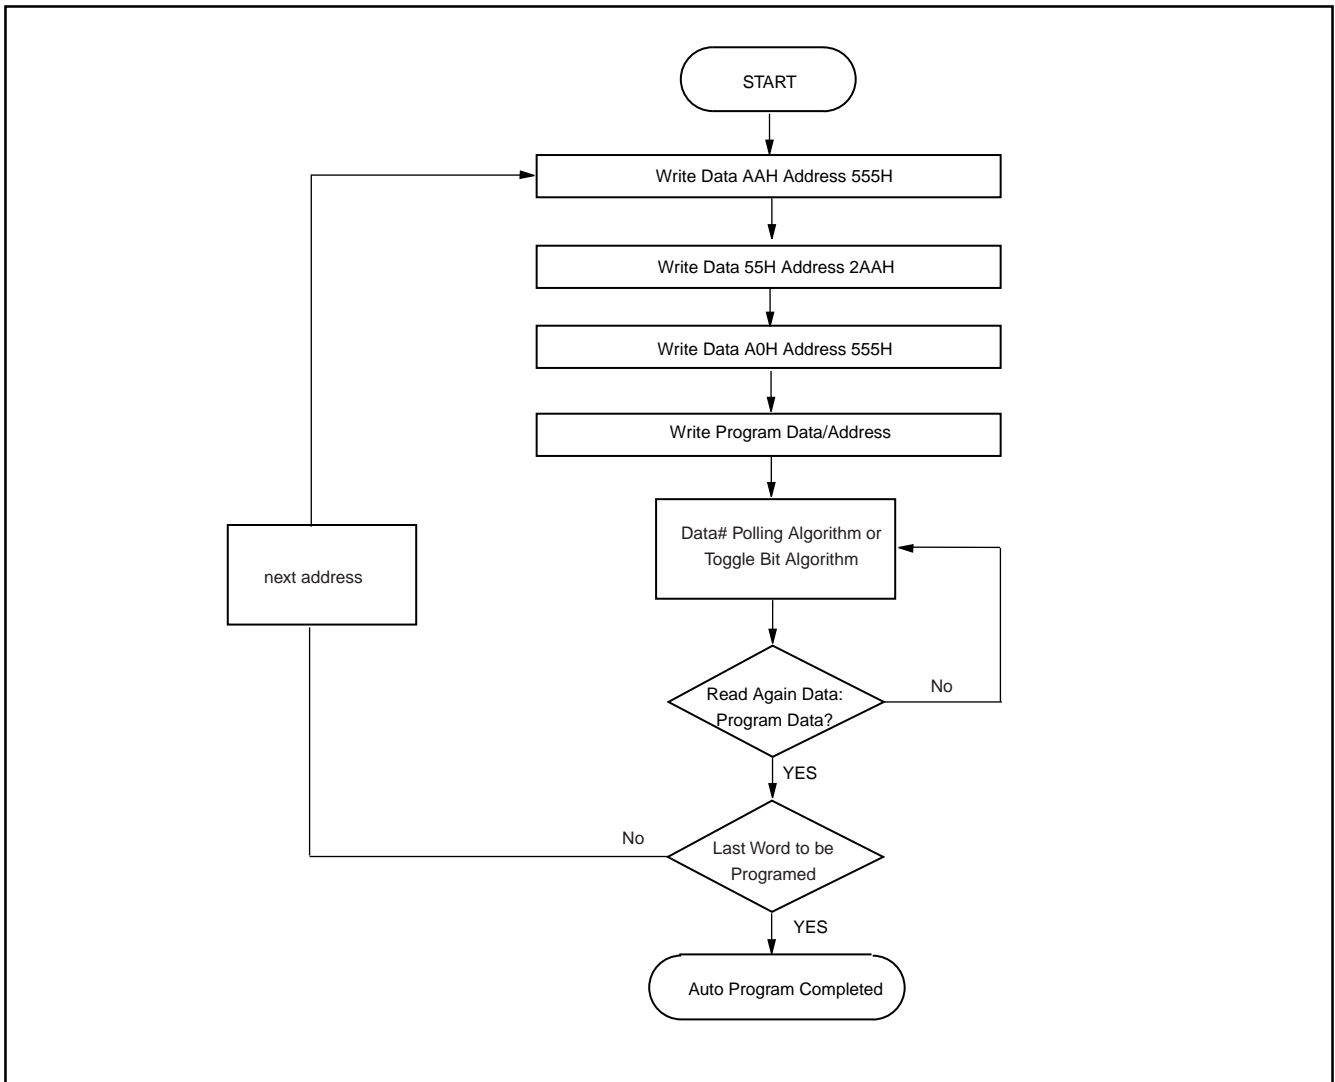 START
Write Data AAH Address 555H
Write Data 55H Address 2AAH
Write Data A0H Address 555H
Write Program Data/Address
Data# Polling Algorithm or
Toggle Bit Algorithm
next address
Read Again Data:
Program Data?
No
YES
No
Last Word to be
Programed
YES
Auto Program Completed